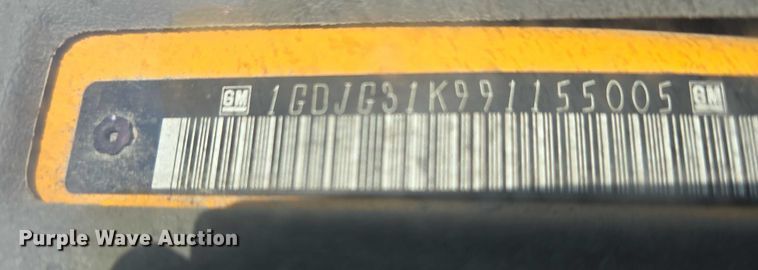 GM 1GDJG31K991155005 GM
Purple Wave Auction